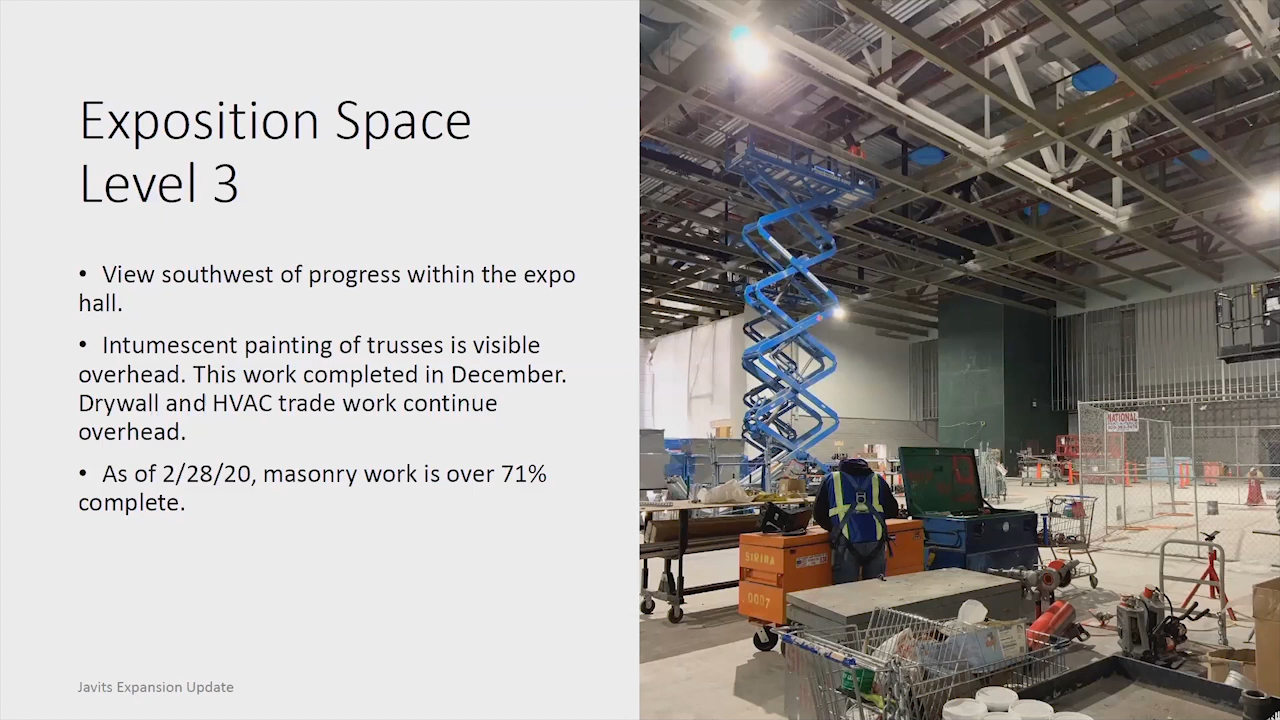 Exposition Space
Level 3
• View southwest of progress within the expo
hall.
• Intumescent painting of trusses is visible
overhead. This work completed in December.
Drywall and HVAC trade work continue
overhead.
• As of 2/28/20, masonry work is over 71%
complete.
Javits Expansion Update
NATIONAL
SIRINA
0007